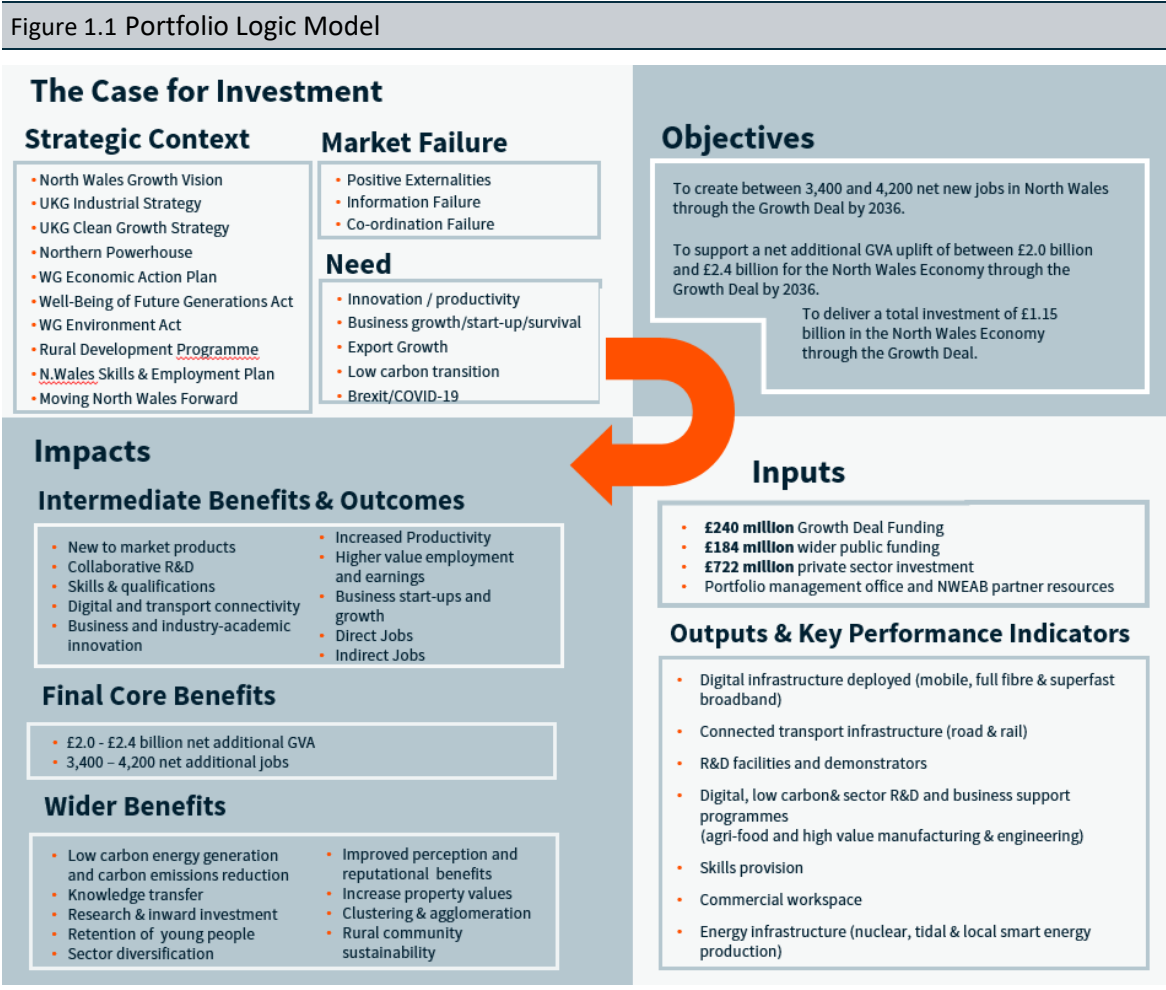 Figure 1.1 Portfolio Logic Model
The Case for Investment
Strategic Context
• North Wales Growth Vision
• UKG Industrial Strategy
• UKG Clean Growth Strategy
• Northern Powerhouse
• WG Economic Action Plan
• Well-Being of Future Generations Act
• WG Environment Act
• Rural Development Programme
• N.Wales Skills & Employment Plan
• Moving North Wales Forward
Market Failure
• Positive Externalities
• Information Failure
• Co-ordination Failure
Need
• Innovation / productivity
• Business growth/start-up/survival
• Export Growth
• Low carbon transition
• Brexit/COVID-19
Objectives
To create between 3,400 and 4,200 net new jobs in North Wales
through the Growth Deal by 2036.
To support a net additional GVA uplift of between £2.0 billion
and £2.4 billion for the North Wales Economy through the
Growth Deal by 2036.
To deliver a total investment of £1.15
billion in the North Wales Economy
through the Growth Deal.
Inputs
• £240 million Growth Deal Funding
• £184 million wider public funding
• £722 million private sector investment
• Portfolio management office and NWEAB partner resources
Outputs & Key Performance Indicators
• Digital infrastructure deployed (mobile, full fibre & superfast
broadband)
• Connected transport infrastructure (road & rail)
• R&D facilities and demonstrators
• Digital, low carbon& sector R&D and business support
programmes
(agri-food and high value manufacturing & engineering)
• Skills provision
• Commercial workspace
• Energy infrastructure (nuclear, tidal & local smart energy
production)
Impacts
Intermediate Benefits & Outcomes
• New to market products
• Collaborative R&D
• Skills & qualifications
• Digital and transport connectivity
• Business and industry-academic
innovation
• Increased Productivity
• Higher value employment
and earnings
• Business start-ups and
growth
• Direct Jobs
• Indirect Jobs
Final Core Benefits
• £2.0 - £2.4 billion net additional GVA
• 3,400 – 4,200 net additional jobs
Wider Benefits
• Low carbon energy generation
and carbon emissions reduction
• Knowledge transfer
• Research & inward investment
• Retention of young people
• Sector diversification
• Improved perception and
reputational benefits
• Increase property values
• Clustering & agglomeration
• Rural community
sustainability